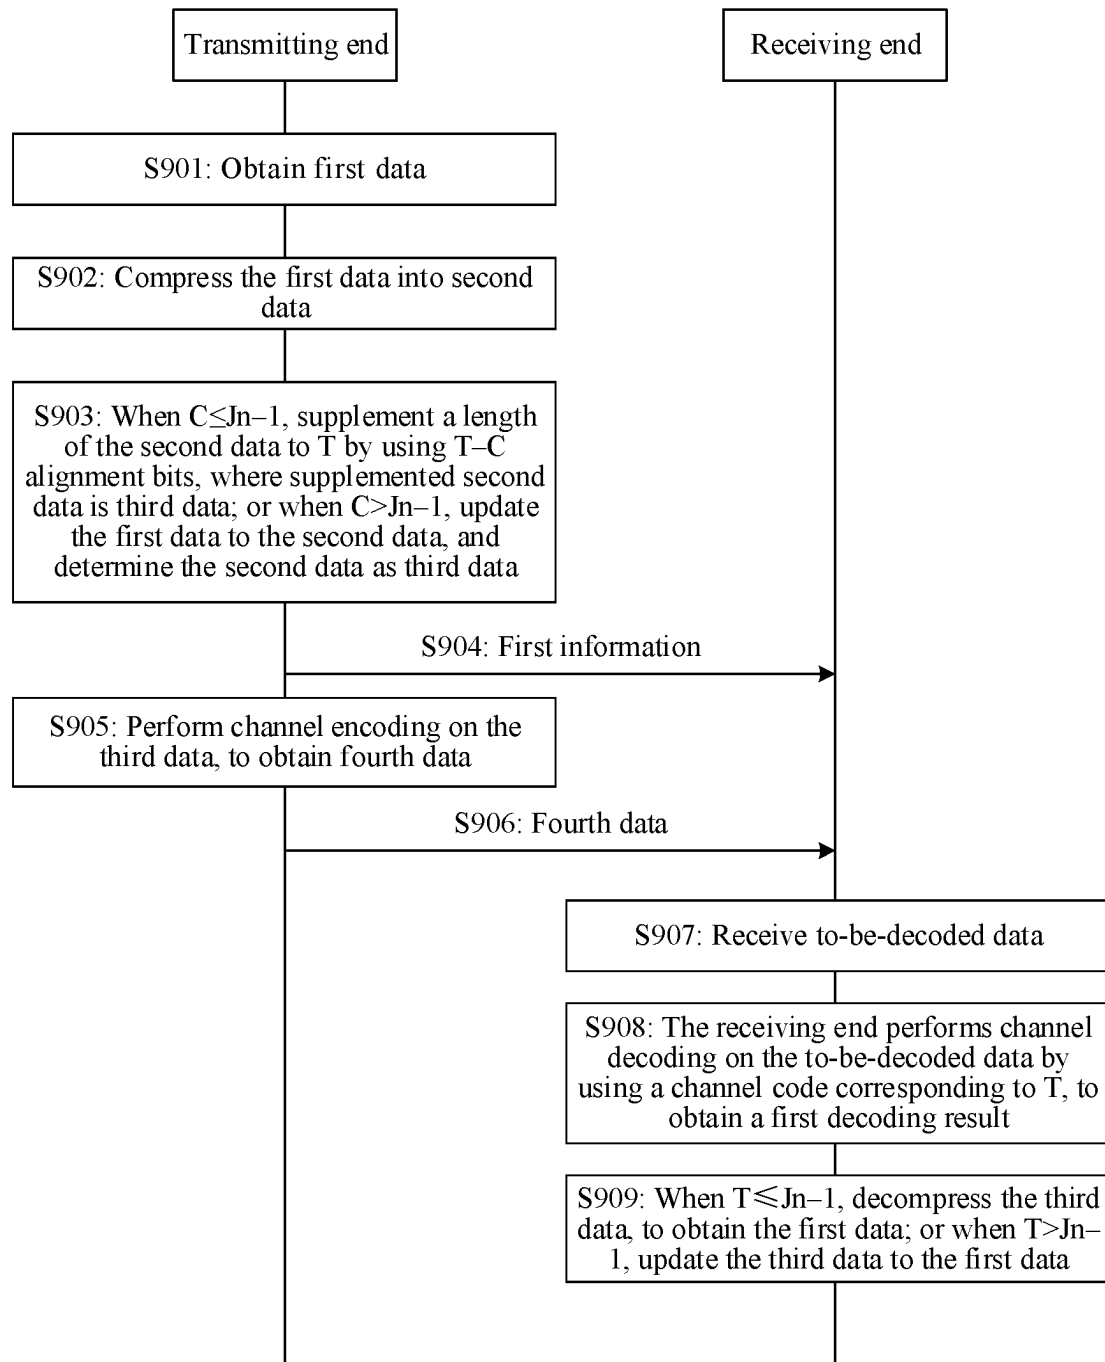 Transmitting end
Receiving end
S901: Obtain first data
S902: Compress the first data into second
data
S903: When C≤Jn–1, supplement a length
of the second data to T by using T–C
alignment bits, where supplemented second
data is third data; or when C>Jn–1, update
the first data to the second data, and
determine the second data as third data
S904: First information
S905: Perform channel encoding on the
third data, to obtain fourth data
S906: Fourth data
S907: Receive to-be-decoded data
S908: The receiving end performs channel
decoding on the to-be-decoded data by
using a channel code corresponding to T, to
obtain a first decoding result
S909: When T≤Jn–1, decompress the third
data, to obtain the first data; or when T>Jn–
1, update the third data to the first data